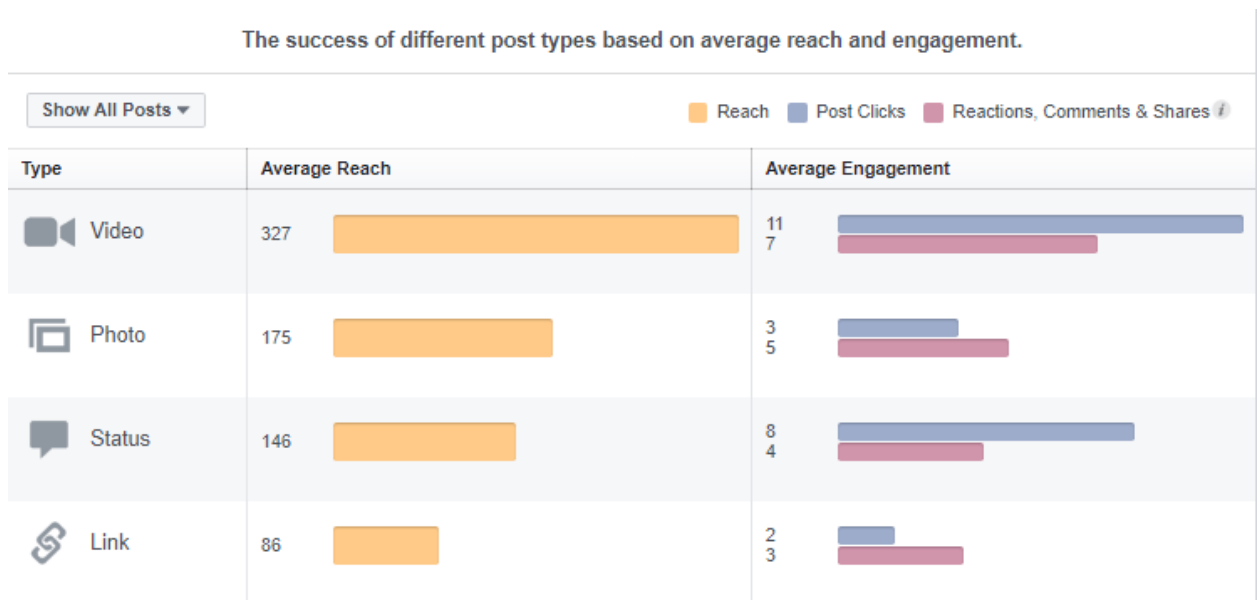 The success of different post types based on average reach and engagement.
Show All Posts
Reach Post Clicks Reactions, Comments & Shares i
Type Average Reach Average Engagement
Video 327 11
7
Photo 175 3
5
Status 146 8
4
Link 86 2
3